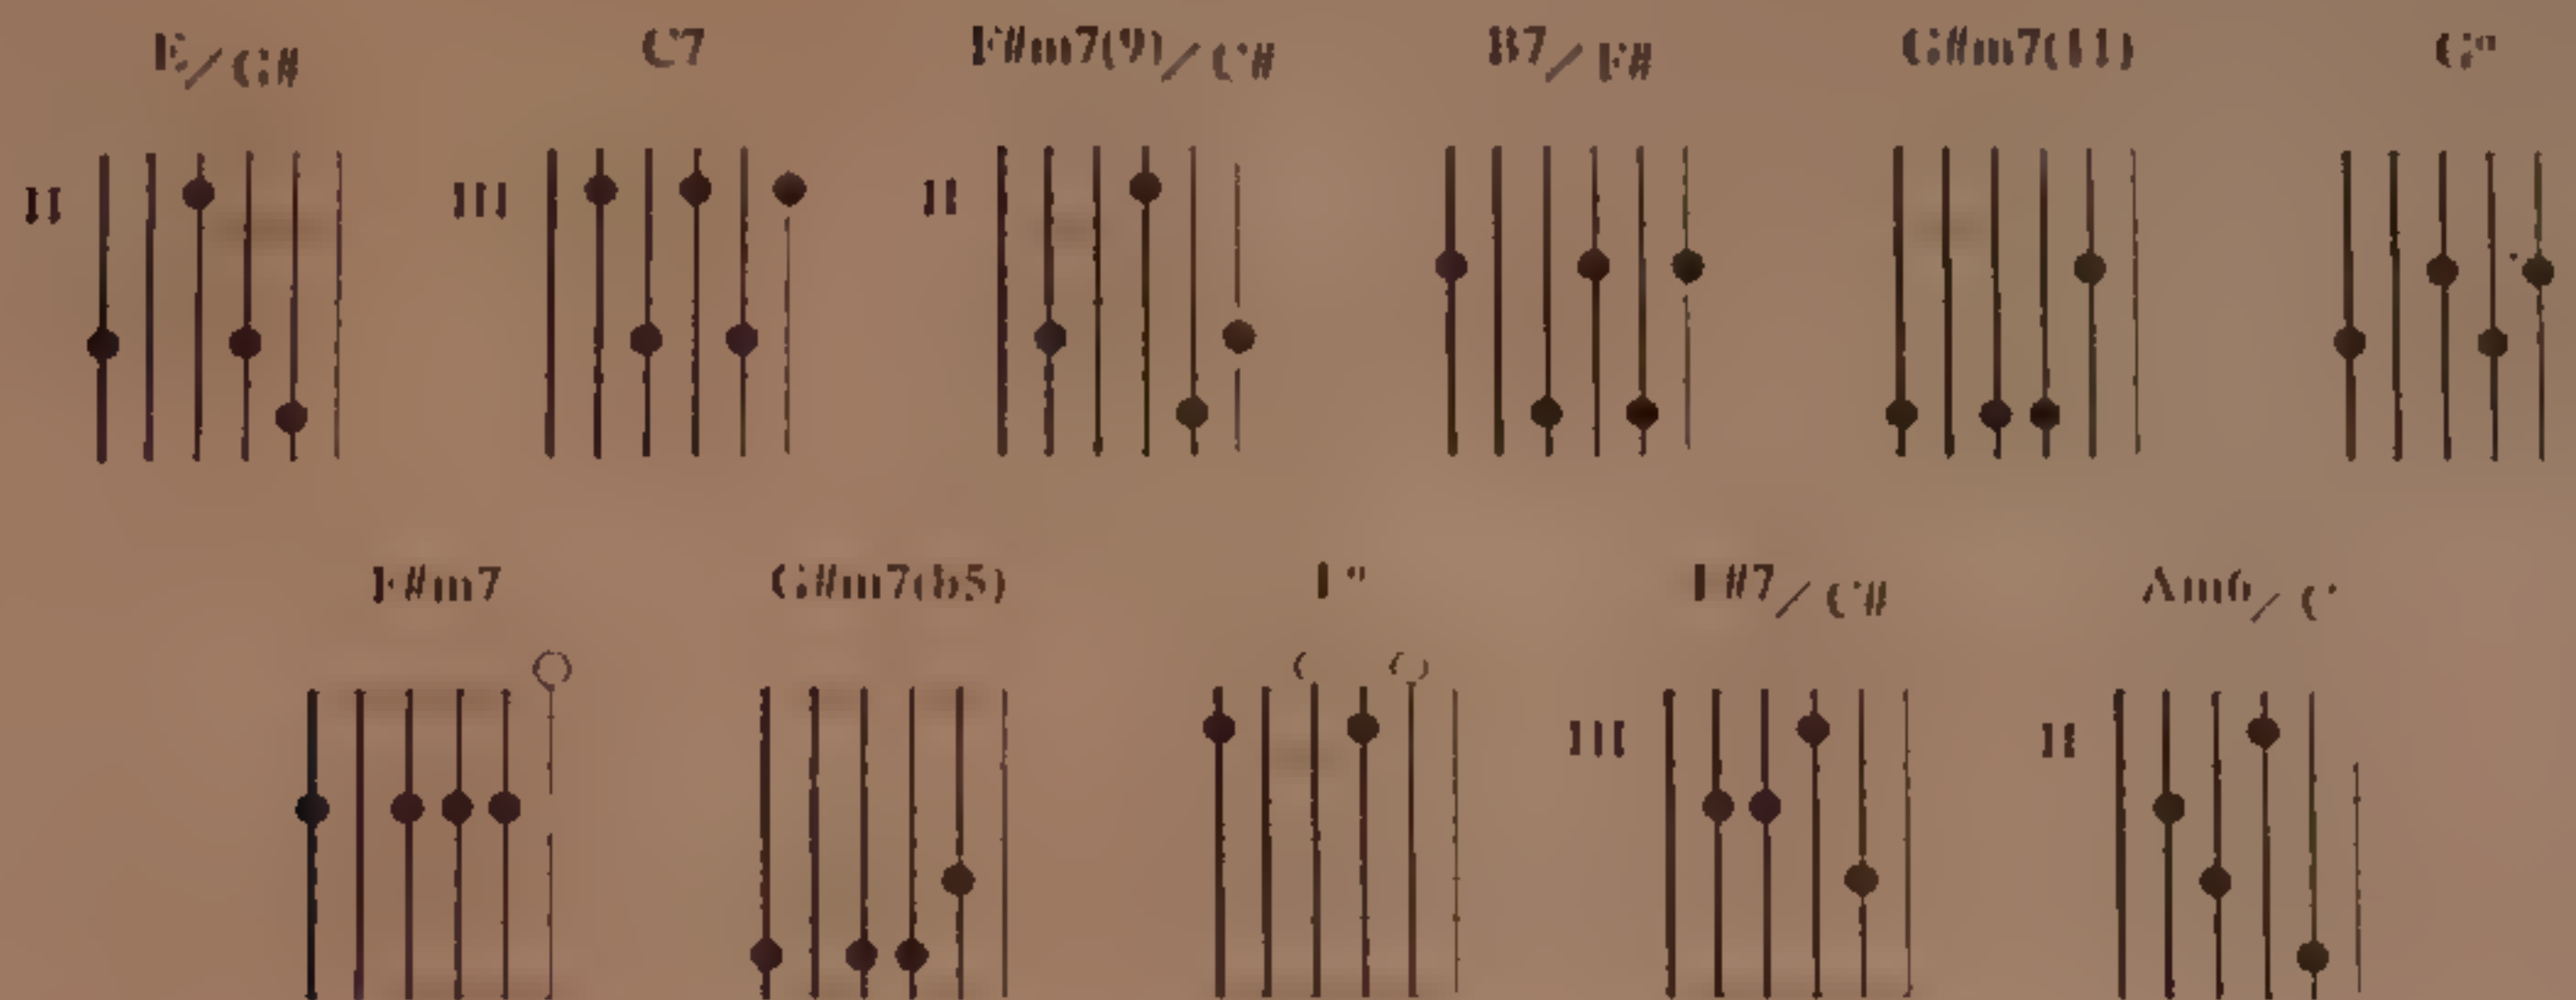 E/G# C7 F#m7(9)/C# B7/F# G#m7(11) G°
II III II
F#m7 G#m7(b5) F° F#7/C# Am6/C
III II